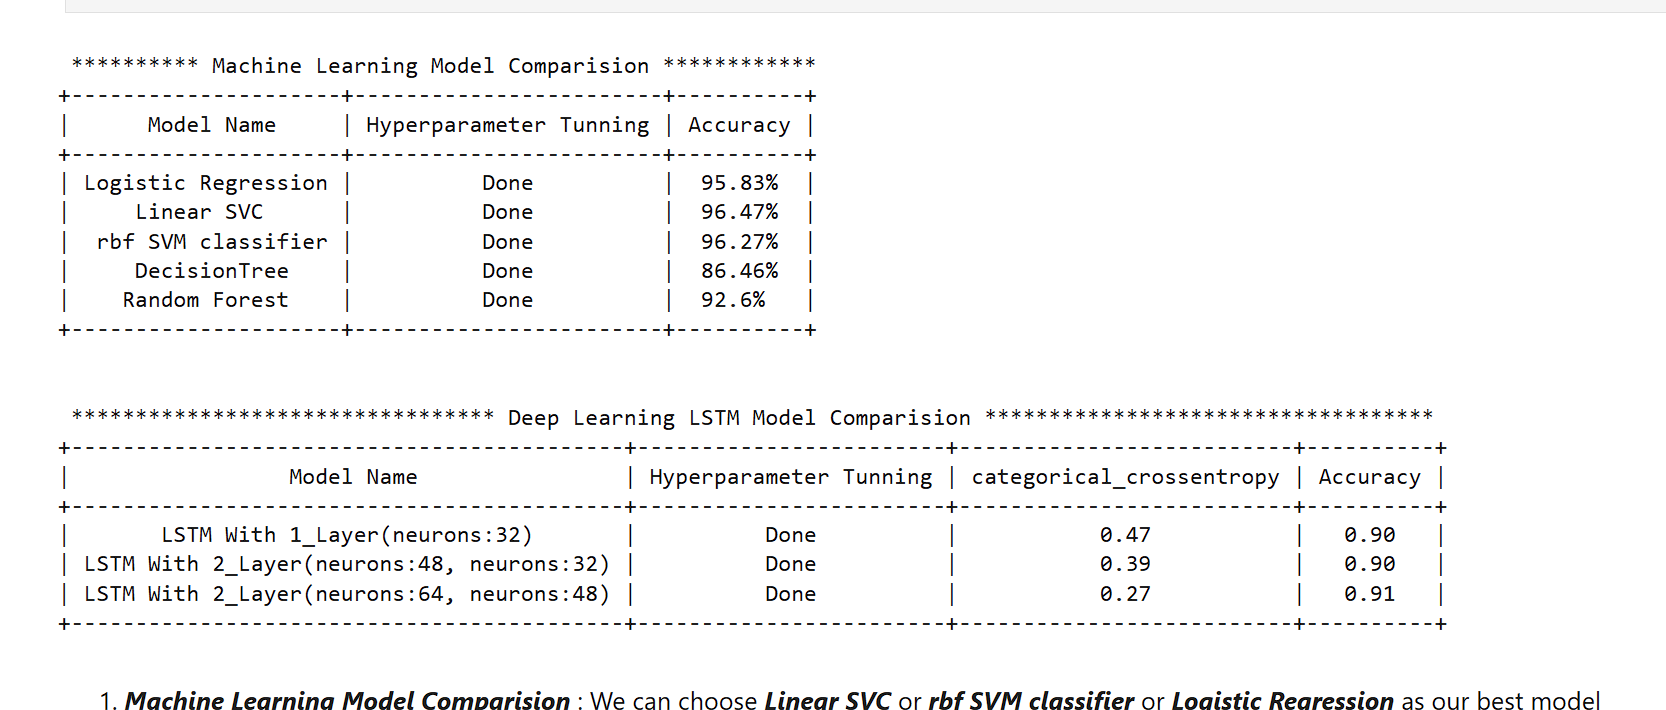 ********** Machine Learning Model Comparision ************
+---------------------+------------------------+----------+
|      Model Name     | Hyperparameter Tunning | Accuracy |
+---------------------+------------------------+----------+
| Logistic Regression |          Done          |  95.83%  |
|     Linear SVC      |          Done          |  96.47%  |
|  rbf SVM classifier |          Done          |  96.27%  |
|     DecisionTree    |          Done          |  86.46%  |
|    Random Forest    |          Done          |  92.6%   |
+---------------------+------------------------+----------+
********************************* Deep Learning LSTM Model Comparision ***********************************
+-------------------------------------------+------------------------+--------------------------+----------+
|                 Model Name                | Hyperparameter Tunning | categorical_crossentropy | Accuracy |
+-------------------------------------------+------------------------+--------------------------+----------+
|       LSTM With 1_Layer(neurons:32)       |          Done          |           0.47           |   0.90   |
| LSTM With 2_Layer(neurons:48, neurons:32) |          Done          |           0.39           |   0.90   |
| LSTM With 2_Layer(neurons:64, neurons:48) |          Done          |           0.27           |   0.91   |
+-------------------------------------------+------------------------+--------------------------+----------+
1. Machine Learning Model Comparision : We can choose Linear SVC or rbf SVM classifier or Logistic Regression as our best model